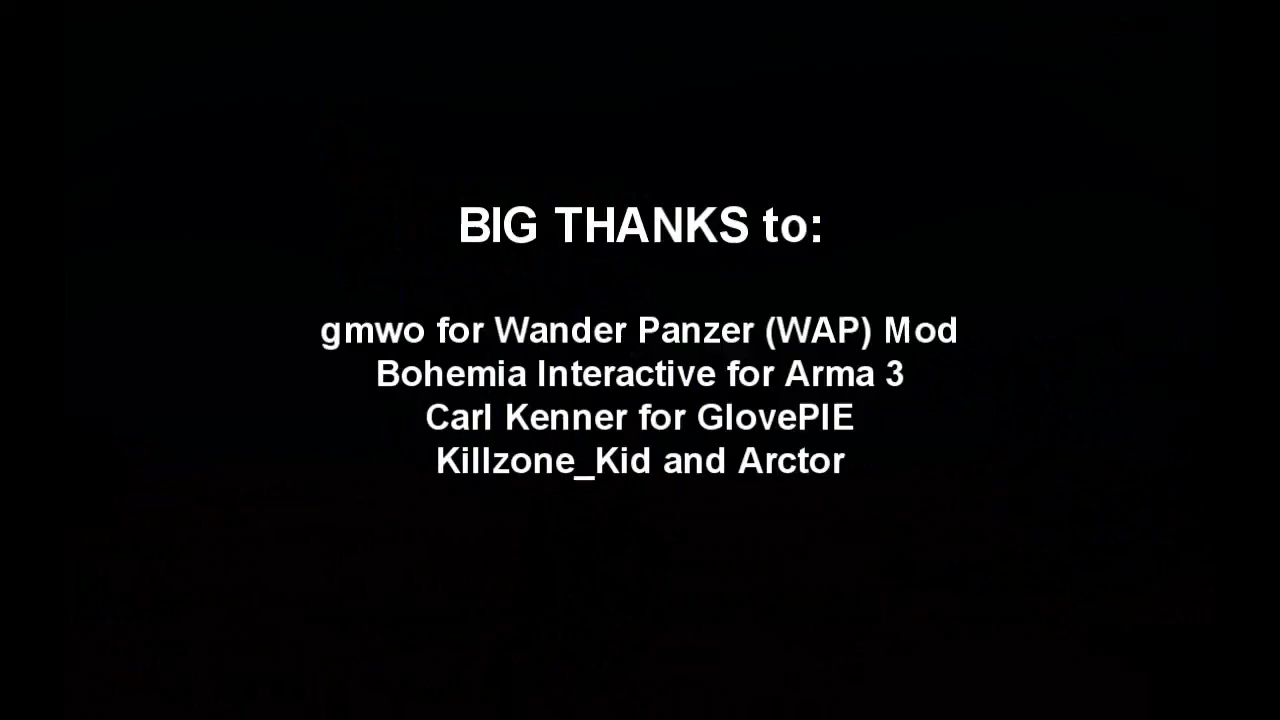 BIG THANKS to:
gmwo for Wander Panzer (WAP) Mod
Bohemia Interactive for Arma 3
Carl Kenner for GlovePIE
Killzone_Kid and Arctor